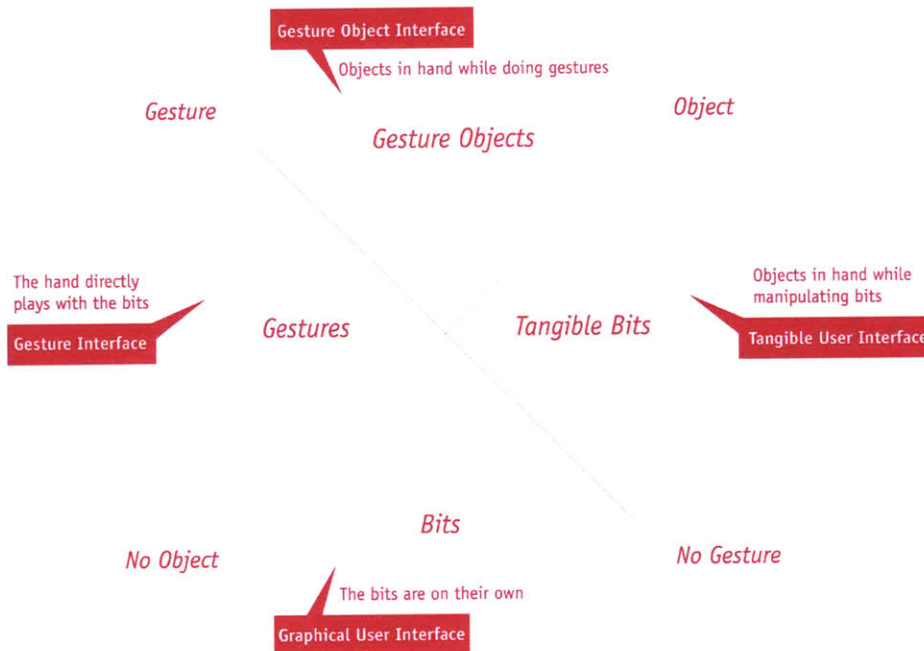 Gesture Object Interface
Objects in hand while doing gestures
Gesture
Object
Gesture Objects
The hand directly
plays with the bits
Gesture Interface
Gestures
Tangible Bits
Objects in hand while
manipulating bits
Tangible User Interface
Bits
No Object
No Gesture
The bits are on their own
Graphical User Interface